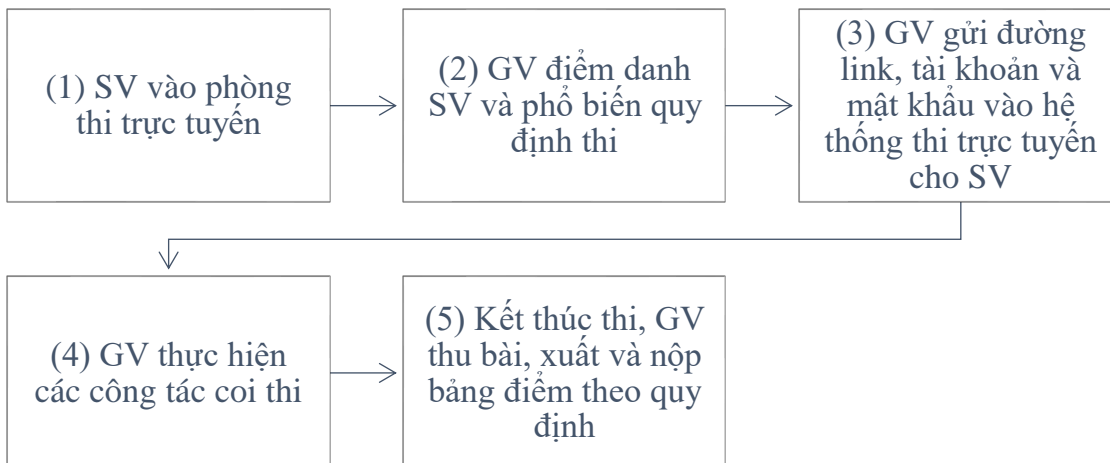 (1) SV vào phòng
thi trực tuyến
(2) GV điểm danh
SV và phổ biến quy
định thi
(3) GV gửi đường
link, tài khoản và
mật khẩu vào hệ
thống thi trực tuyến
cho SV
(4) GV thực hiện
các công tác coi thi
(5) Kết thúc thi, GV
thu bài, xuất và nộp
bảng điểm theo quy
định